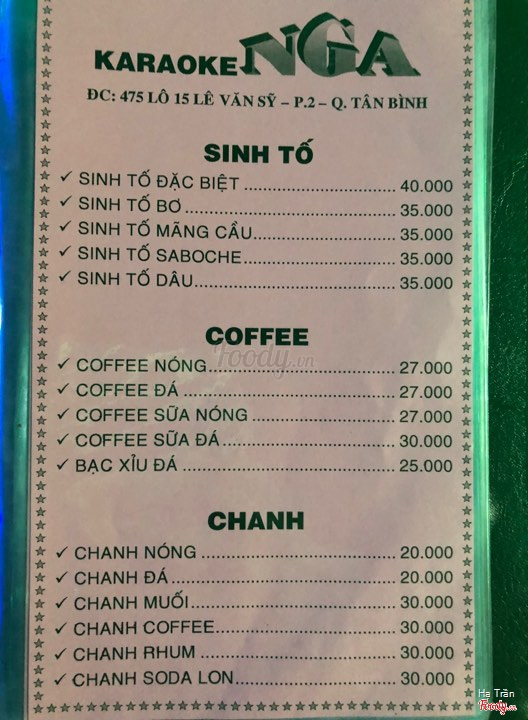 KARAOKE NGA
ĐC: 475 LÔ 15 LÊ VĂN SỸ – P.2 – Q. TÂN BÌNH
SINH TỐ
✓ SINH TỐ ĐẶC BIỆT ........................ 40.000
✓ SINH TỐ BƠ ........................ 35.000
✓ SINH TỐ MÃNG CẦU........................ 35.000
✓ SINH TỐ SABOCHE ........................ 35.000
✓ SINH TỐ DÂU........................ 35.000
COFFEE
Foody.vn
✓ COFFEE NÓNG........................ 27.000
✓ COFFEE ĐÁ ........................ 27.000
✓ COFFEE SỮA NÓNG ........................ 27.000
✓ COFFEE SỮA ĐÁ........................ 30.000
✓ BẠC XỈU ĐÁ ........................ 25.000
CHANH
✓ CHANH NÓNG ........................ 20.000
✓ CHANH ĐÁ ........................ 20.000
✓ CHANH MUỐI........................ 30.000
✓ CHANH COFFEE........................ 30.000
✓ CHANH RHUM ........................ 30.000
✓ CHANH SODA LON........................ 30.000
Hạ Trần
Foody.vn